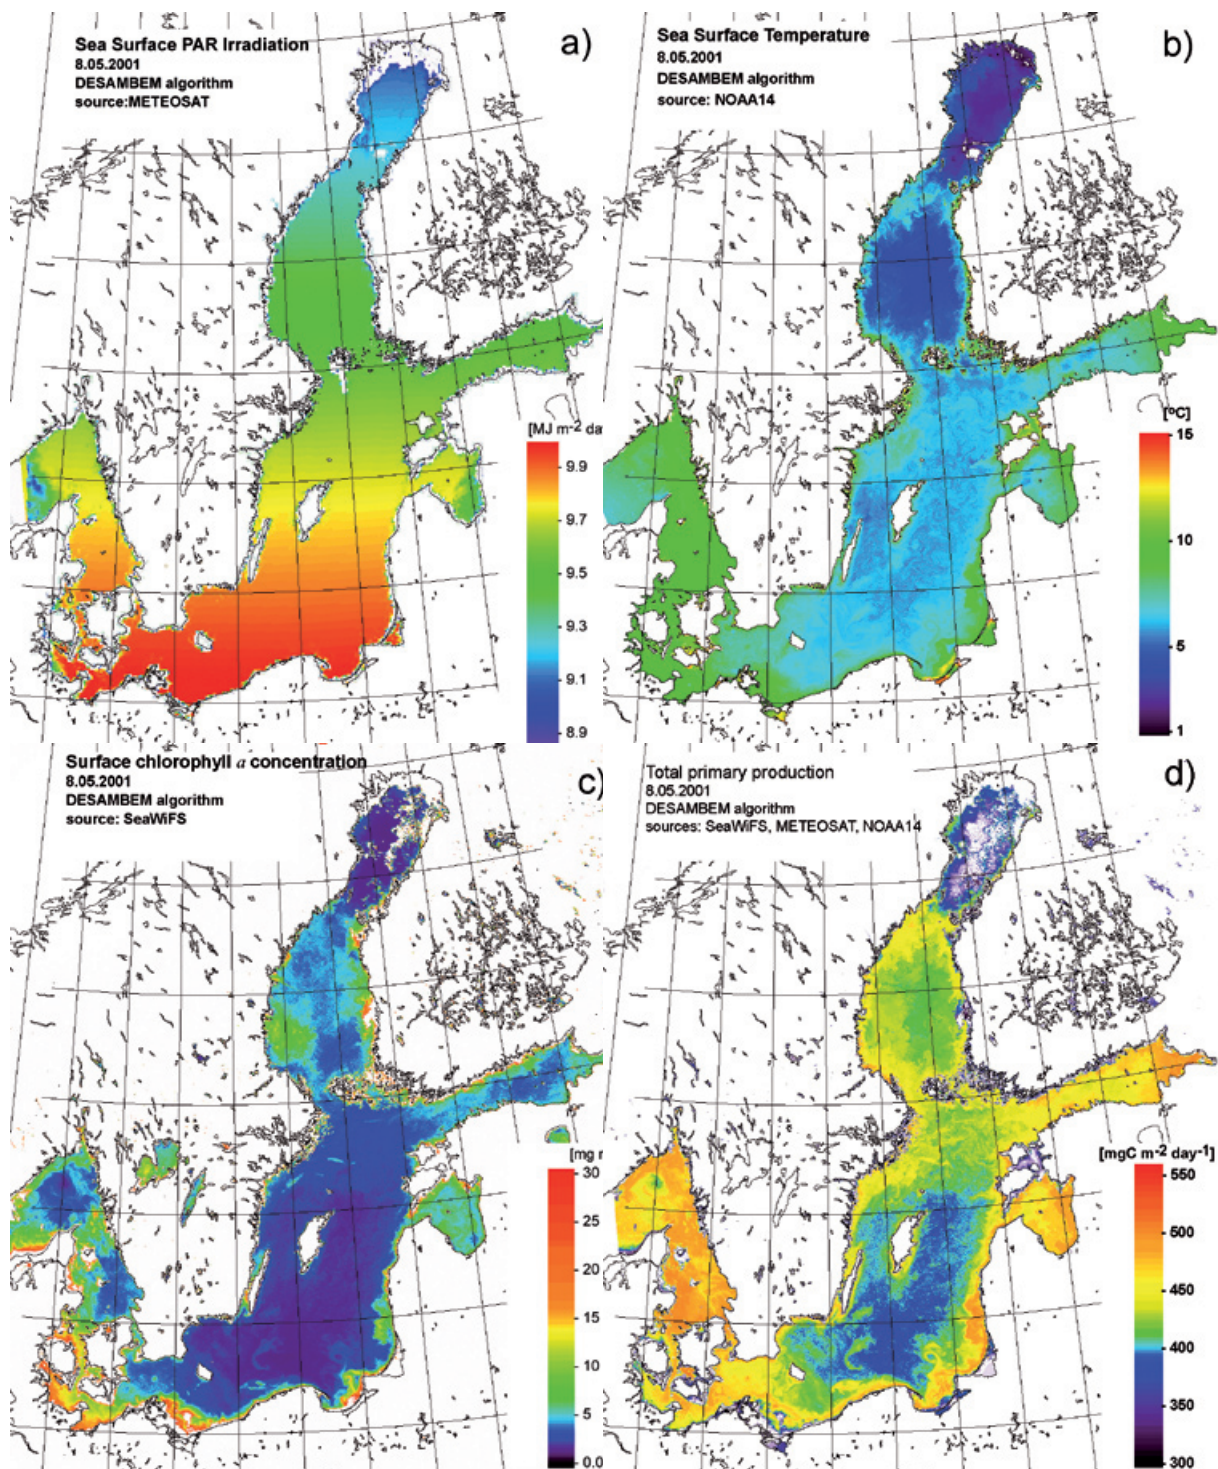 Sea Surface PAR Irradiation
8.05.2001
DESAMBEM algorithm
source:METEOSAT
a)
[MJ m-2 da
9.9
9.7
9.5
9.3
9.1
8.9
Sea Surface Temperature
8.05.2001
DESAMBEM algorithm
source: NOAA14
b)
[°C]
15
10
5
1
Surface chlorophyll a concentration
8.05.2001
DESAMBEM algorithm
source: SeaWiFS
c)
[mg m
30
25
20
15
10
5
0.0
Total primary production
8.05.2001
DESAMBEM algorithm
sources: SeaWiFS, METEOSAT, NOAA14
d)
[mgC m-2 day-1]
550
500
450
400
350
300